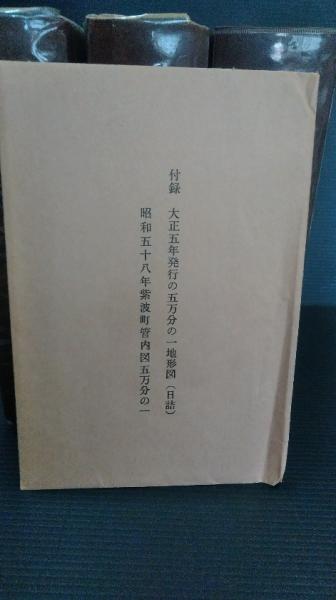 付録 大正五年発行の五万分の一地形図(日詰)
昭和五十八年紫波町管内図五万分の一